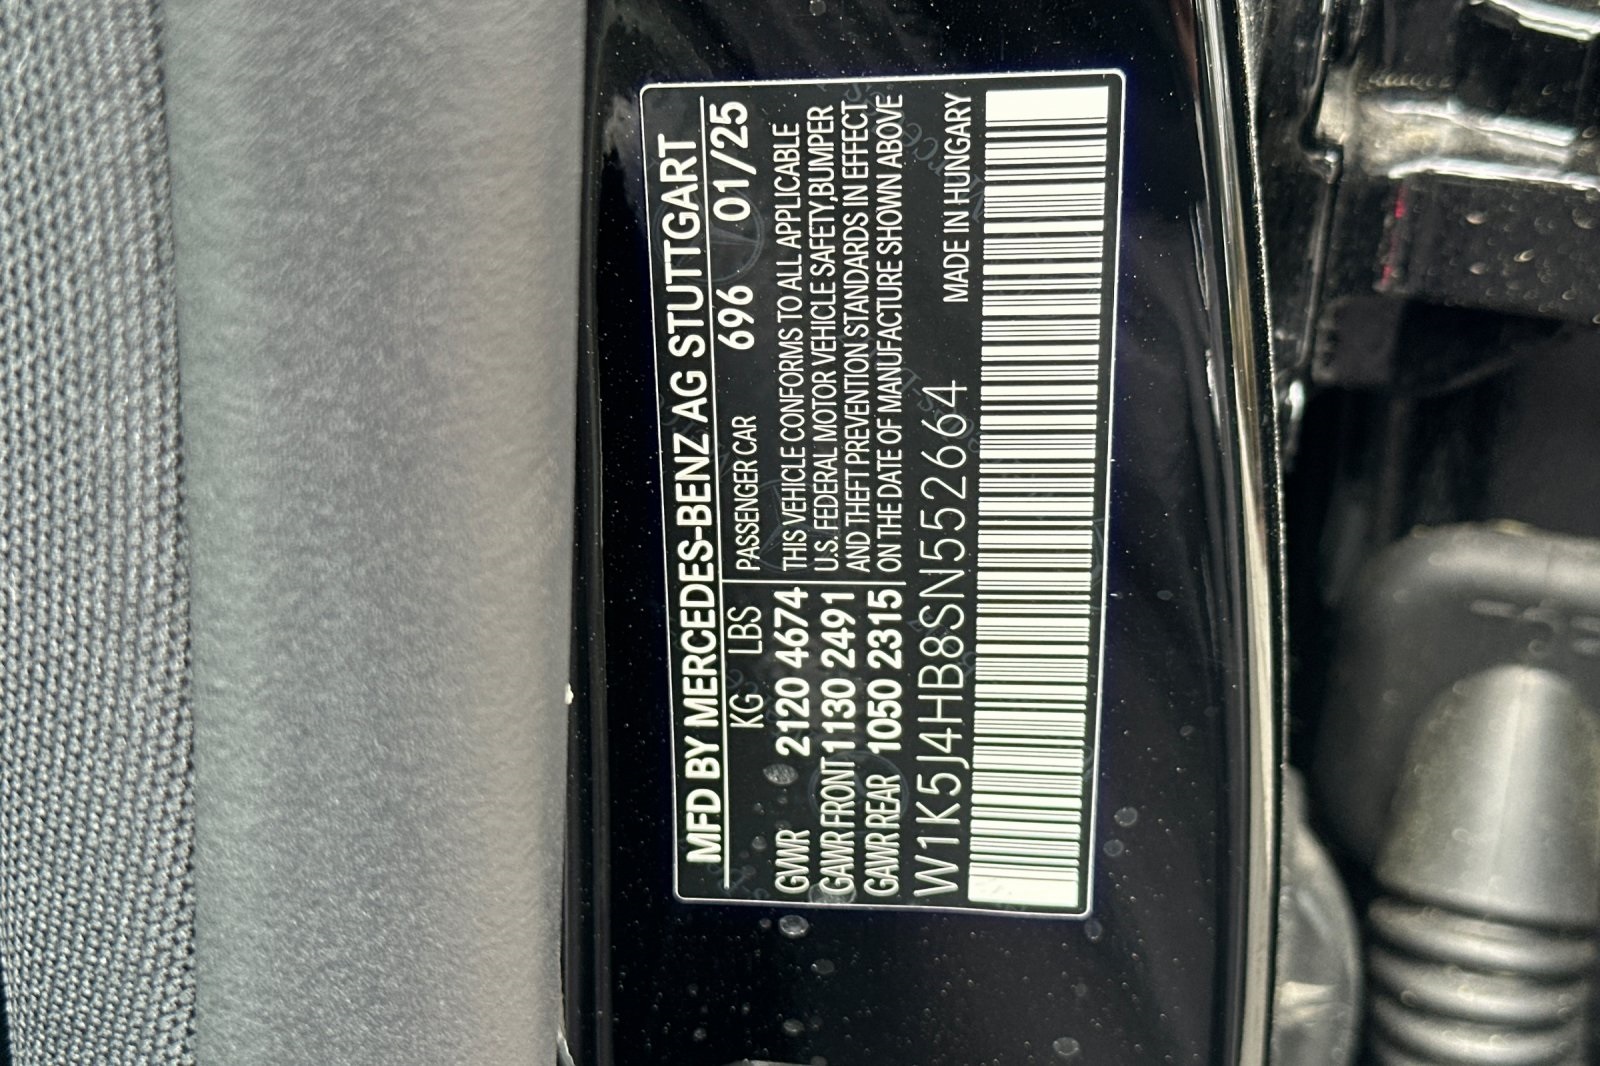 MFD BY MERCEDES-BENZ AG STUTTGART
KG LBS PASSENGER CAR 696 01/25
GVWR 2120 4674 THIS VEHICLE CONFORMS TO ALL APPLICABLE
GAWR FRONT 1130 2491 U.S. FEDERAL MOTOR VEHICLE SAFETY,BUMPER
GAWR REAR 1050 2315 AND THEFT PREVENTION STANDARDS IN EFFECT
ON THE DATE OF MANUFACTURE SHOWN ABOVE
W1K5J4HB8SN552664 MADE IN HUNGARY